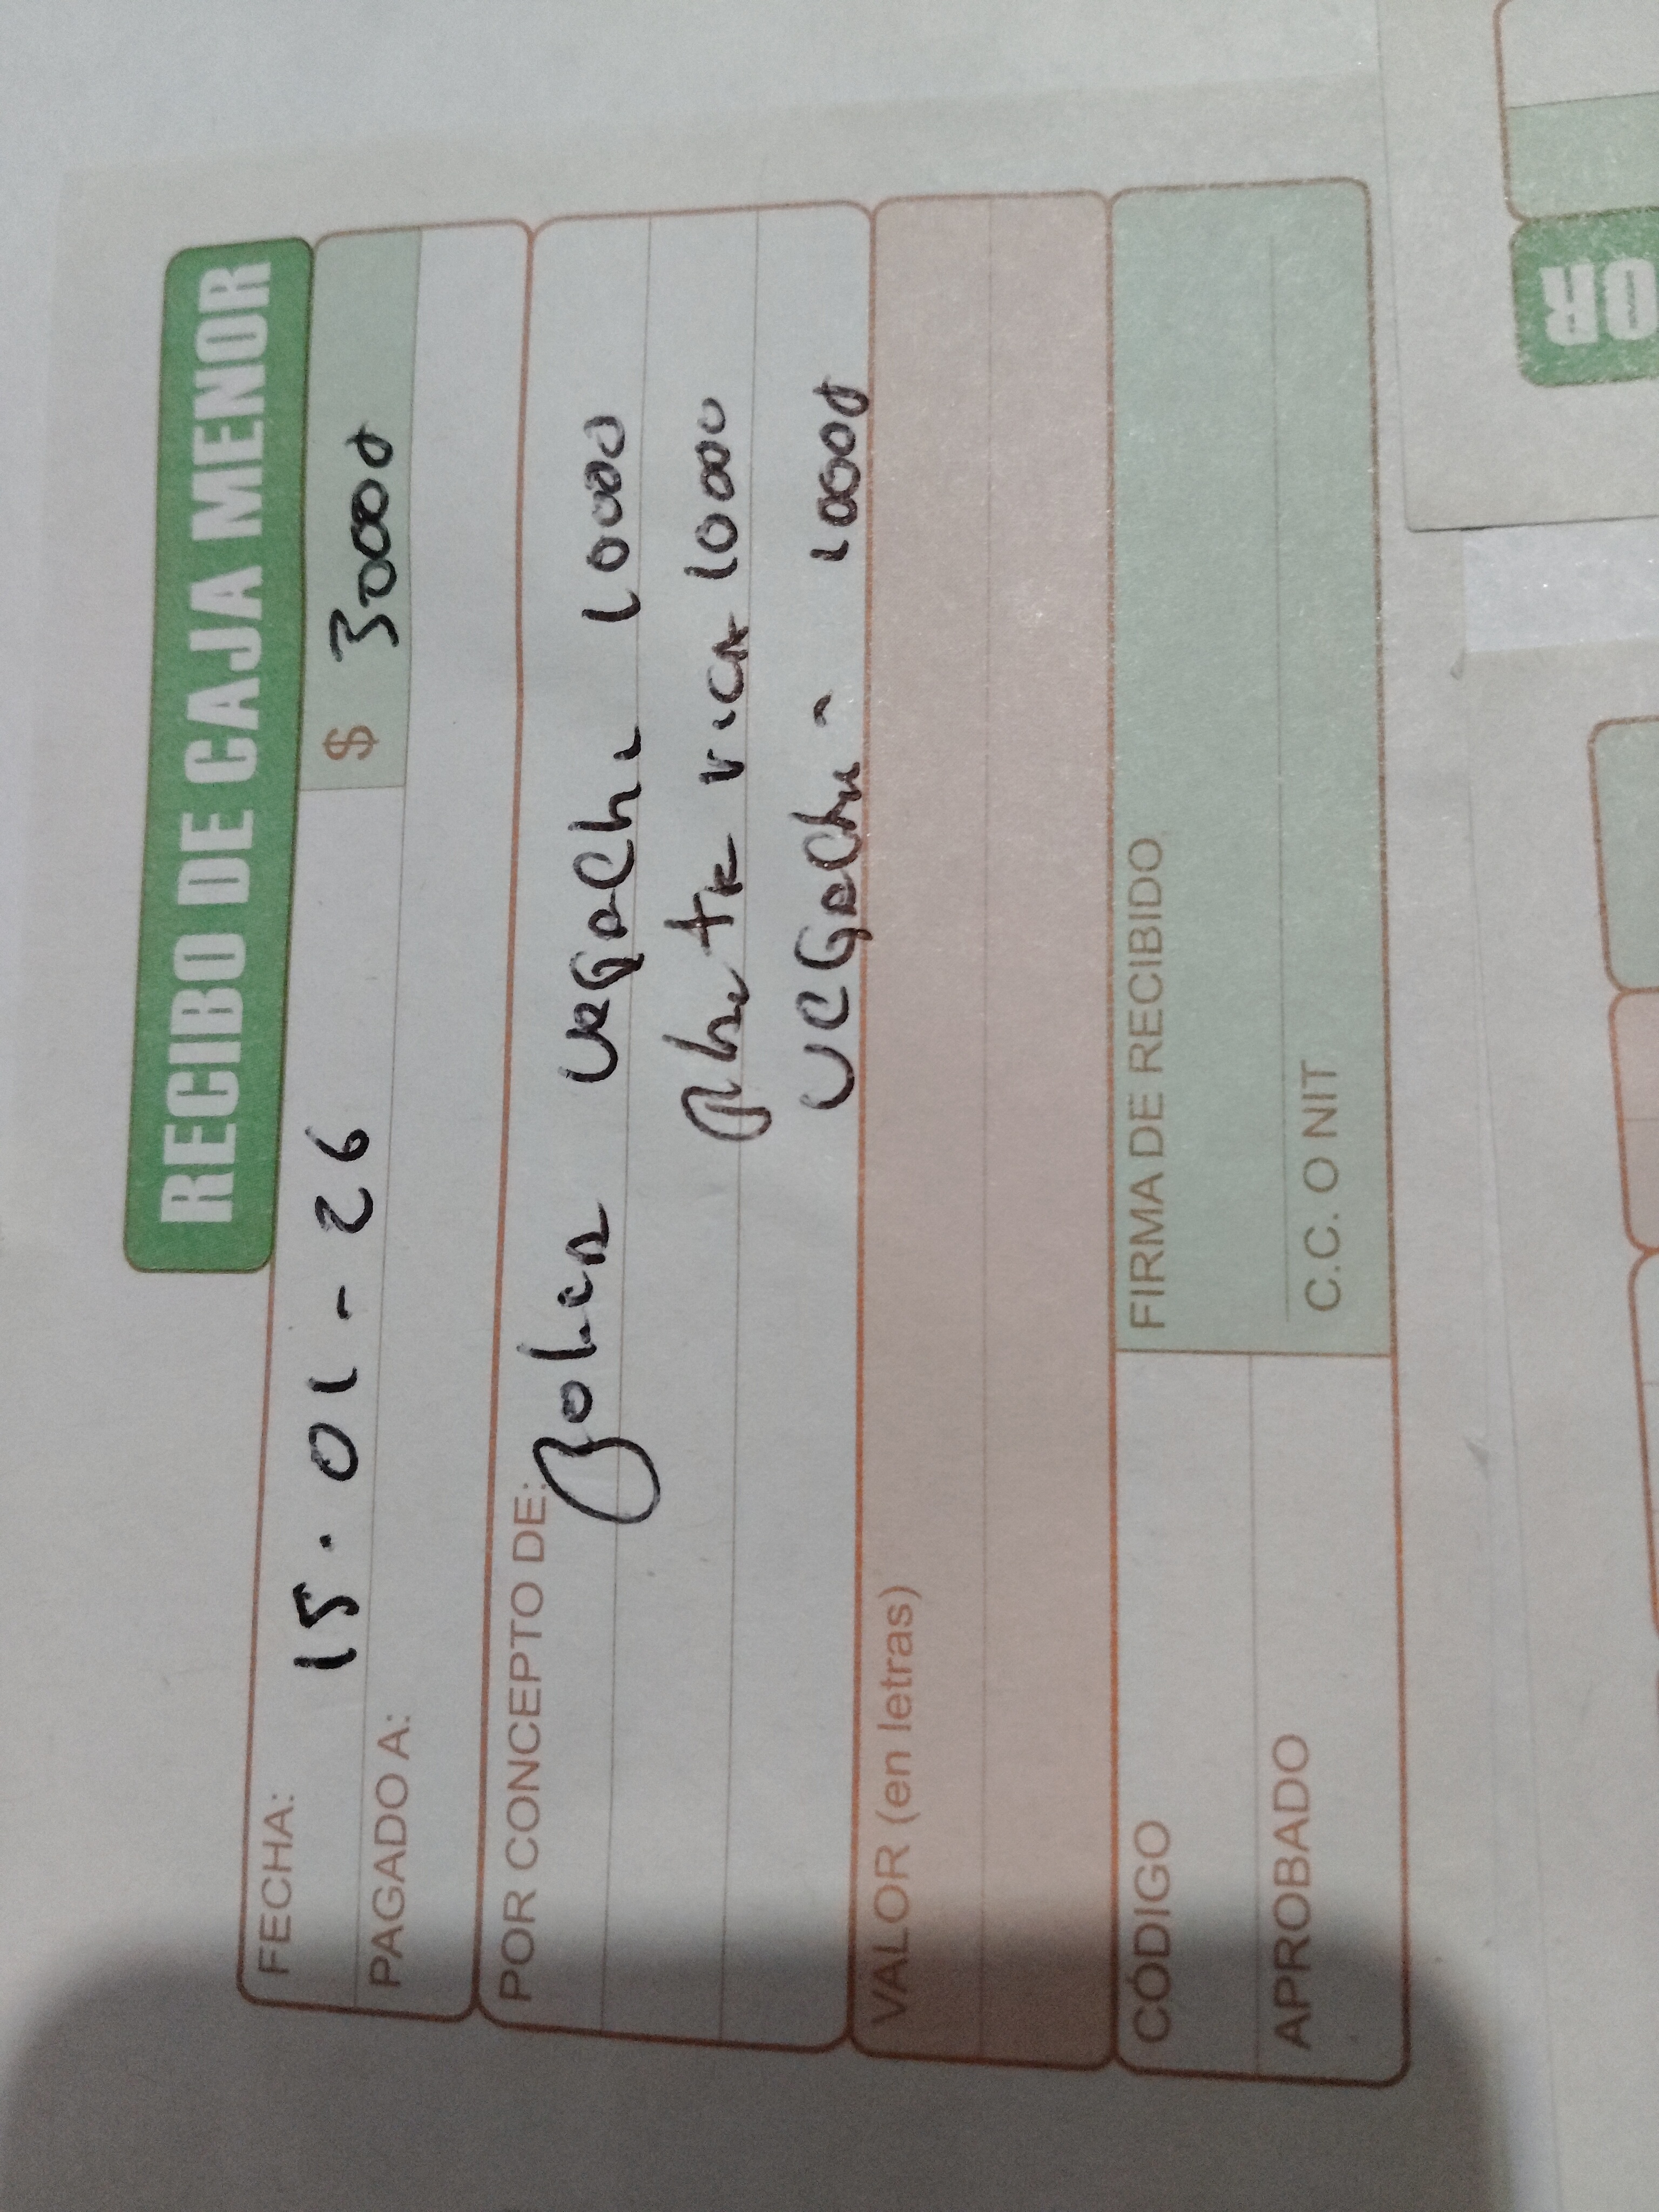 RECIBO DE CAJA MENOR
FECHA: 15.01-26 $ 30000
PAGADO A:
POR CONCEPTO DE:
Bolsa 10000
10000
10000
VALOR (en letras)
CÓDIGO
FIRMA DE RECIBIDO
APROBADO
C.C. O NIT
OR